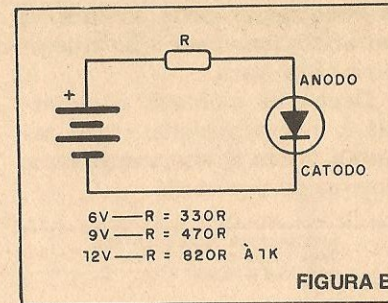 R
+
ANODO
CATODO
6V — R = 330R
9V — R = 470R
12V — R = 820R À 1K
FIGURA B